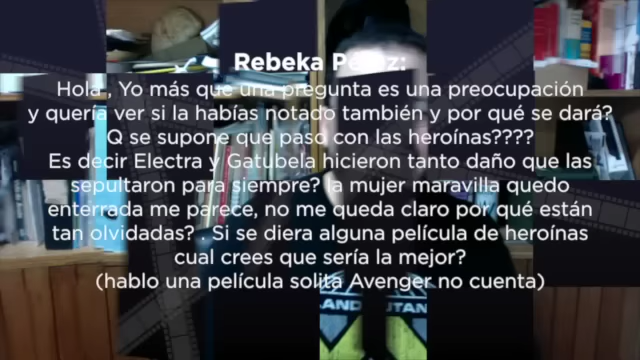 Rebeka Pérez:
Hola , Yo más que una pregunta es una preocupación
y quería ver si la habías notado también y por qué se dará?
Q se supone que paso con las heroínas????
Es decir Electra y Gatubela hicieron tanto daño que las
sepultaron para siempre? la mujer maravilla quedo
enterrada me parece, no me queda claro por qué están
tan olvidadas? . Si se diera alguna película de heroínas
cual crees que sería la mejor?
(hablo una película solita Avenger no cuenta)